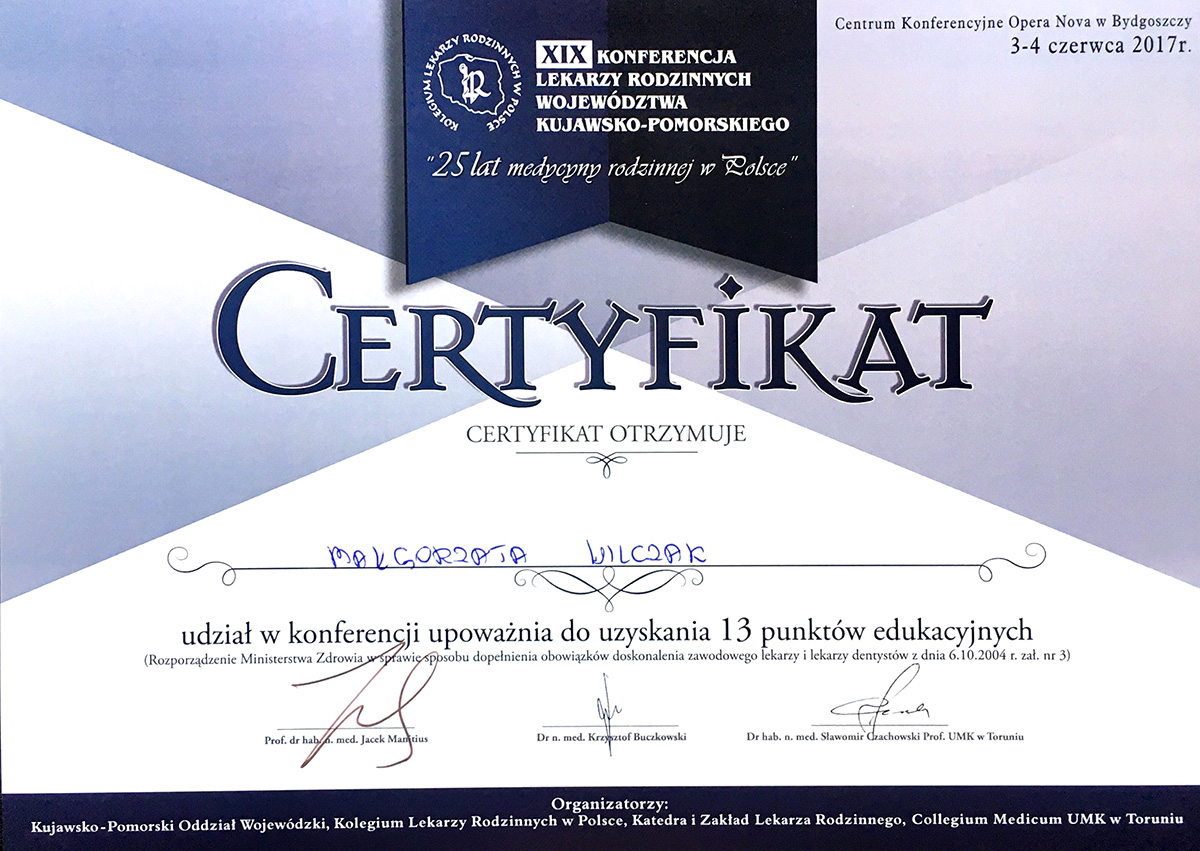 Centrum Konferencyjne Opera Nova w Bydgoszczy
3-4 czerwca 2017r.
KOLEGIUM LEKARZY RODZINNYCH W POLSCE
XIX KONFERENCJA
LEKARZY RODZINNYCH
WOJEWÓDZTWA
KUJAWSKO-POMORSKIEGO
"25 lat medycyny rodzinnej w Polsce"
CERTYFIKAT
CERTYFIKAT OTRZYMUJE
MAŁGORZATA WILCZAK
udział w konferencji upoważnia do uzyskania 13 punktów edukacyjnych
(Rozporządzenie Ministerstwa Zdrowia w sprawie sposobu dopełnienia obowiązków doskonalenia zawodowego lekarzy i lekarzy dentystów z dnia 6.10.2004 r. zał. nr 3)
Prof. dr hab. n. med. Jacek Manitius
Dr n. med. Krzysztof Buczkowski
Dr hab. n. med. Sławomir Czachowski Prof. UMK w Toruniu
Organizatorzy:
Kujawsko-Pomorski Oddział Wojewódzki, Kolegium Lekarzy Rodzinnych w Polsce, Katedra i Zakład Lekarza Rodzinnego, Collegium Medicum UMK w Toruniu